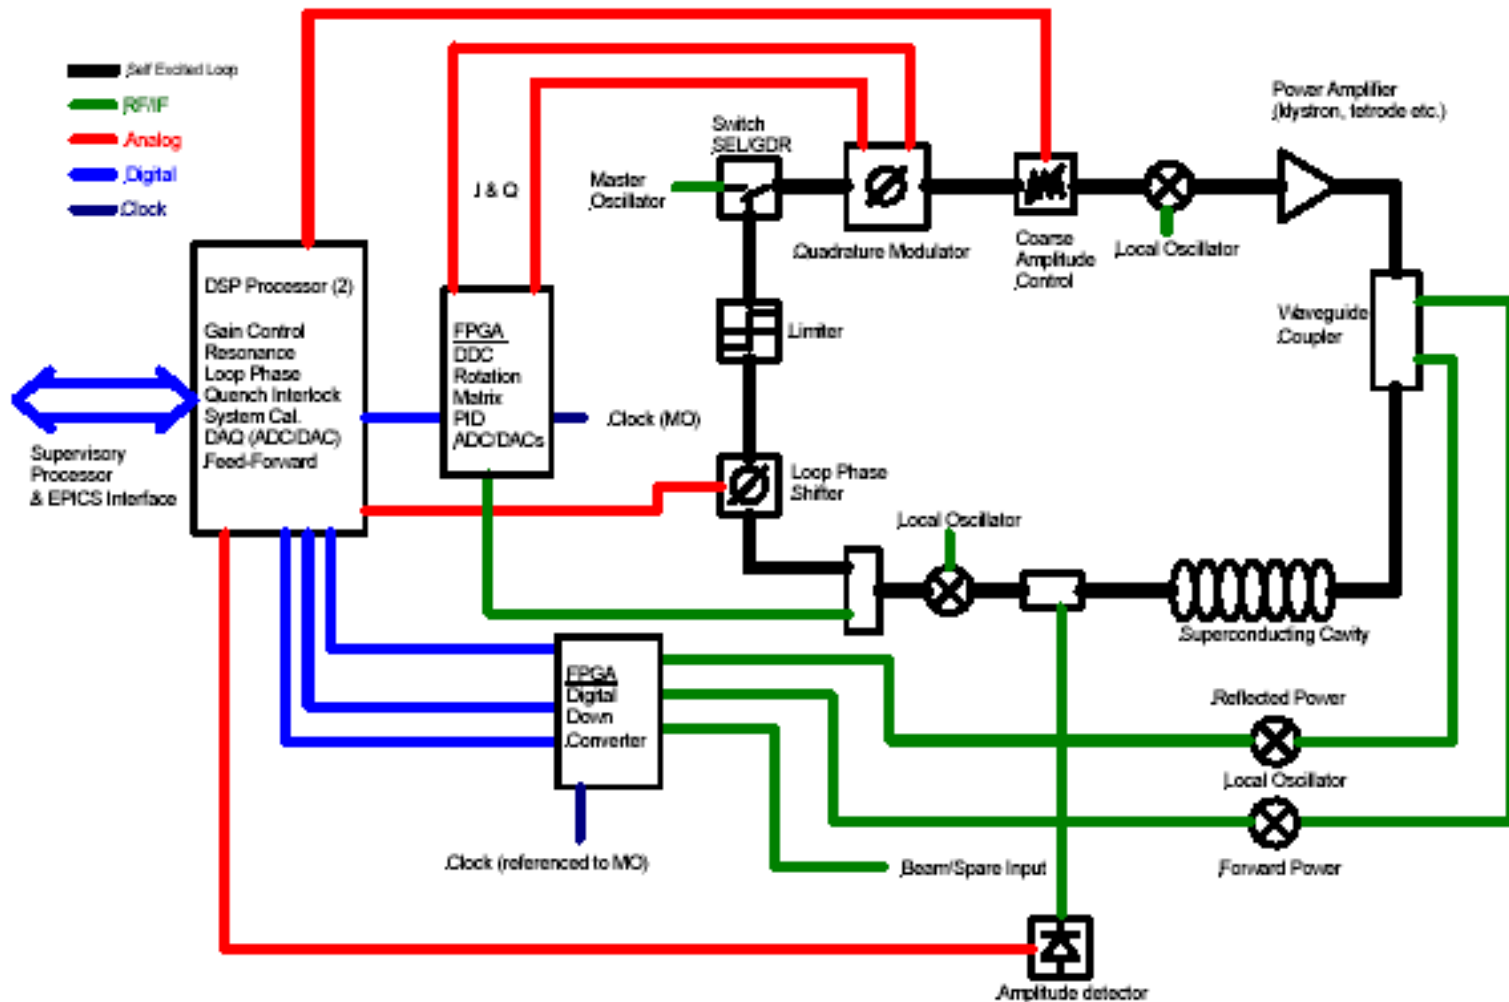 Self Excited Loop
RF/IF
Analog
Digital
Clock
Power Amplifier
(klystron, tetrode etc.)
Switch
SEL/GDR
Master
Oscillator
I & Q
Quadrature Modulator
Coarse
Amplitude
Control
Local Oscillator
DSP Processor (2)
Gain Control
Resonance
Loop Phase
Quench Interlock
System Cal.
DAQ (ADC/DAC)
Feed-Forward
FPGA
DDC
Rotation
Matrix
PID
ADC/DACs
Limiter
Waveguide
Coupler
Clock (MO)
Supervisory
Processor
& EPICS Interface
Loop Phase
Shifter
Local Oscillator
Superconducting Cavity
FPGA
Digital
Down
Converter
Reflected Power
Local Oscillator
Clock (referenced to MO)
Beam/Spare Input
Forward Power
Amplitude detector